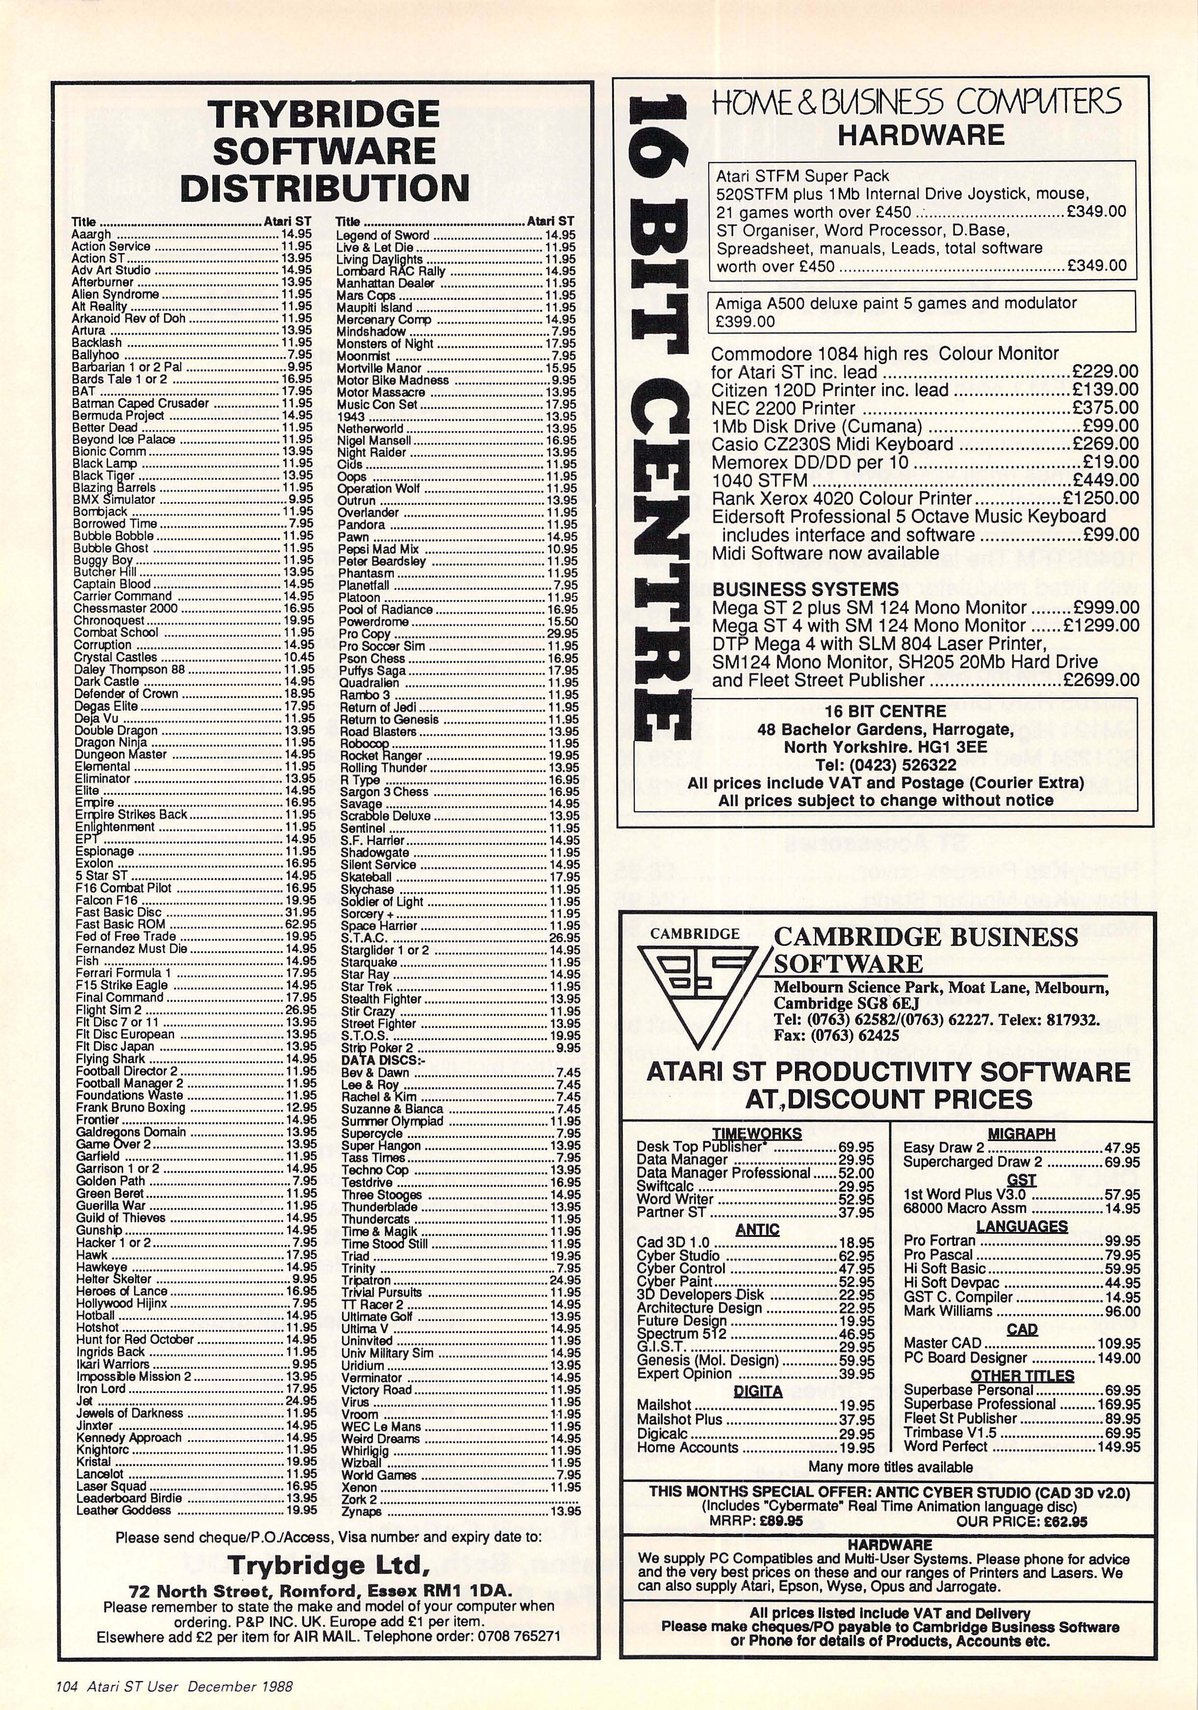 TRYBRIDGE
SOFTWARE
DISTRIBUTION
Title ........ Atari ST
Aaargh ........ 14.95
Action Service ........ 11.95
Action ST ........ 13.95
Adv Art Studio ........ 14.95
Afterburner ........ 13.95
Alien Syndrome ........ 11.95
Alt Reality ........ 11.95
Arkanoid Rev of Doh ........ 11.95
Artura ........ 13.95
Backlash ........ 11.95
Ballyhoo ........ 7.95
Barbarian 1 or 2 Pal ........ 9.95
Bards Tale 1 or 2 ........ 16.95
BAT ........ 17.95
Batman Caped Crusader ........ 11.95
Bermuda Project ........ 14.95
Better Dead ........ 11.95
Beyond Ice Palace ........ 11.95
Bionic Comm ........ 13.95
Black Lamp ........ 11.95
Black Tiger ........ 13.95
Blazing Barrels ........ 11.95
BMX Simulator ........ 9.95
Bombjack ........ 11.95
Borrowed Time ........ 7.95
Bubble Bobble ........ 11.95
Bubble Ghost ........ 11.95
Buggy Boy ........ 11.95
Butcher Hill ........ 13.95
Captain Blood ........ 14.95
Carrier Command ........ 14.95
Chessmaster 2000 ........ 16.95
Chronoquest ........ 19.95
Combat School ........ 11.95
Corruption ........ 14.95
Crystal Castles ........ 10.45
Daley Thompson 88 ........ 11.95
Dark Castle ........ 14.95
Defender of Crown ........ 18.95
Degas Elite ........ 17.95
Deja Vu ........ 11.95
Double Dragon ........ 13.95
Dragon Ninja ........ 11.95
Dungeon Master ........ 14.95
Elemental ........ 11.95
Eliminator ........ 13.95
Elite ........ 14.95
Empire ........ 16.95
Empire Strikes Back ........ 11.95
Enlightenment ........ 11.95
EPT ........ 14.95
Espionage ........ 11.95
Exolon ........ 16.95
5 Star ST ........ 14.95
F16 Combat Pilot ........ 16.95
Falcon F16 ........ 19.95
Fast Basic Disc ........ 31.95
Fast Basic ROM ........ 62.95
Fed of Free Trade ........ 19.95
Fernandez Must Die ........ 14.95
Fish ........ 14.95
Ferrari Formula 1 ........ 17.95
F15 Strike Eagle ........ 14.95
Final Command ........ 17.95
Flight Sim 2 ........ 26.95
Flt Disc 7 or 11 ........ 13.95
Flt Disc European ........ 13.95
Flt Disc Japan ........ 13.95
Flying Shark ........ 14.95
Football Director 2 ........ 11.95
Football Manager 2 ........ 11.95
Foundations Waste ........ 11.95
Frank Bruno Boxing ........ 12.95
Frontier ........ 14.95
Galdregons Domain ........ 13.95
Game Over 2 ........ 13.95
Garfield ........ 11.95
Garrison 1 or 2 ........ 14.95
Golden Path ........ 7.95
Green Beret ........ 11.95
Guerilla War ........ 11.95
Guild of Thieves ........ 14.95
Gunship ........ 14.95
Hacker 1 or 2 ........ 7.95
Hawk ........ 17.95
Hawkeye ........ 14.95
Helter Skelter ........ 9.95
Heroes of Lance ........ 16.95
Hollywood Hijinx ........ 7.95
Hotball ........ 14.95
Hotshot ........ 11.95
Hunt for Red October ........ 14.95
Ingrids Back ........ 11.95
Ikari Warriors ........ 9.95
Impossible Mission 2 ........ 13.95
Iron Lord ........ 17.95
Jet ........ 24.95
Jewels of Darkness ........ 11.95
Jinxter ........ 14.95
Kennedy Approach ........ 14.95
Knightorc ........ 11.95
Kristal ........ 19.95
Lancelot ........ 11.95
Laser Squad ........ 16.95
Leaderboard Birdie ........ 13.95
Leather Goddess ........ 19.95
Title ........ Atari ST
Legend of Sword ........ 14.95
Live & Let Die ........ 11.95
Living Daylights ........ 11.95
Lombard RAC Rally ........ 14.95
Manhattan Dealer ........ 11.95
Mars Cops ........ 11.95
Maupiti Island ........ 11.95
Mercenary Comp ........ 14.95
Mindshadow ........ 7.95
Monsters of Night ........ 17.95
Moonmist ........ 7.95
Mortville Manor ........ 15.95
Motor Bike Madness ........ 9.95
Motor Massacre ........ 13.95
Music Con Set ........ 17.95
1943 ........ 13.95
Netherworld ........ 13.95
Nigel Mansell ........ 16.95
Night Raider ........ 13.95
Oids ........ 11.95
Oops ........ 11.95
Operation Wolf ........ 11.95
Outrun ........ 13.95
Overlander ........ 11.95
Pandora ........ 11.95
Pawn ........ 14.95
Pepsi Mad Mix ........ 10.95
Peter Beardsley ........ 11.95
Phantasm ........ 11.95
Planetfall ........ 7.95
Platoon ........ 11.95
Pool of Radiance ........ 16.95
Powerdrome ........ 15.50
Pro Copy ........ 29.95
Pro Soccer Sim ........ 11.95
Pson Chess ........ 16.95
Puffys Saga ........ 17.95
Quadralien ........ 11.95
Rambo 3 ........ 11.95
Return of Jedi ........ 11.95
Return to Genesis ........ 11.95
Road Blasters ........ 13.95
Robocop ........ 11.95
Rocket Ranger ........ 19.95
Rolling Thunder ........ 13.95
R Type ........ 16.95
Sargon 3 Chess ........ 16.95
Savage ........ 14.95
Scrabble Deluxe ........ 13.95
Sentinel ........ 11.95
S.F. Harrier ........ 14.95
Shadowgate ........ 11.95
Silent Service ........ 14.95
Skateball ........ 17.95
Skychase ........ 11.95
Soldier of Light ........ 11.95
Sorcery + ........ 11.95
Space Harrier ........ 11.95
S.T.A.C. ........ 26.95
Starglider 1 or 2 ........ 14.95
Starquake ........ 11.95
Star Ray ........ 14.95
Star Trek ........ 11.95
Stealth Fighter ........ 13.95
Stir Crazy ........ 11.95
Street Fighter ........ 13.95
S.T.O.S. ........ 19.95
Strip Poker 2 ........ 9.95
DATA DISCS:-
Bev & Dawn ........ 7.45
Lee & Roy ........ 7.45
Rachel & Kim ........ 7.45
Suzanne & Bianca ........ 7.45
Summer Olympiad ........ 11.95
Supercycle ........ 7.95
Super Hangon ........ 13.95
Tass Times ........ 7.95
Techno Cop ........ 13.95
Testdrive ........ 16.95
Three Stooges ........ 14.95
Thunderblade ........ 13.95
Thundercats ........ 11.95
Time & Magik ........ 11.95
Time Stood Still ........ 11.95
Triad ........ 19.95
Trinity ........ 7.95
Tripatron ........ 24.95
Trivial Pursuits ........ 11.95
TT Racer 2 ........ 14.95
Ultimate Golf ........ 13.95
Ultima V ........ 14.95
Uninvited ........ 11.95
Univ Military Sim ........ 14.95
Uridium ........ 13.95
Verminator ........ 14.95
Victory Road ........ 11.95
Virus ........ 11.95
Vroom ........ 11.95
WEC Le Mans ........ 11.95
Weird Dreams ........ 14.95
Whirligig ........ 11.95
Wizball ........ 11.95
World Games ........ 7.95
Xenon ........ 11.95
Zork 2 ........
Zynaps ........ 13.95
Please send cheque/P.O./Access, Visa number and expiry date to:
Trybridge Ltd,
72 North Street, Romford, Essex RM1 1DA.
Please remember to state the make and model of your computer when
ordering. P&P INC. UK. Europe add £1 per item.
Elsewhere add £2 per item for AIR MAIL. Telephone order: 0708 765271
16 BIT CENTRE
HOME & BUSINESS COMPUTERS
HARDWARE
Atari STFM Super Pack
520STFM plus 1Mb Internal Drive Joystick, mouse,
21 games worth over £450 ........ £349.00
ST Organiser, Word Processor, D.Base,
Spreadsheet, manuals, Leads, total software
worth over £450 ........ £349.00
Amiga A500 deluxe paint 5 games and modulator
£399.00
Commodore 1084 high res Colour Monitor
for Atari ST inc. lead ........ £229.00
Citizen 120D Printer inc. lead ........ £139.00
NEC 2200 Printer ........ £375.00
1Mb Disk Drive (Cumana) ........ £99.00
Casio CZ230S Midi Keyboard ........ £269.00
Memorex DD/DD per 10 ........ £19.00
1040 STFM ........ £449.00
Rank Xerox 4020 Colour Printer ........ £1250.00
Eidersoft Professional 5 Octave Music Keyboard
includes interface and software ........ £99.00
Midi Software now available
BUSINESS SYSTEMS
Mega ST 2 plus SM 124 Mono Monitor ........ £999.00
Mega ST 4 with SM 124 Mono Monitor ...... £1299.00
DTP Mega 4 with SLM 804 Laser Printer,
SM124 Mono Monitor, SH205 20Mb Hard Drive
and Fleet Street Publisher ........ £2699.00
16 BIT CENTRE
48 Bachelor Gardens, Harrogate,
North Yorkshire. HG1 3EE
Tel: (0423) 526322
All prices include VAT and Postage (Courier Extra)
All prices subject to change without notice
CAMBRIDGE
CAMBRIDGE BUSINESS
SOFTWARE
Melbourn Science Park, Moat Lane, Melbourn,
Cambridge SG8 6EJ
Tel: (0763) 62582/(0763) 62227. Telex: 817932.
Fax: (0763) 62425
ATARI ST PRODUCTIVITY SOFTWARE
AT DISCOUNT PRICES
TIMEWORKS
Desk Top Publisher* ........ 69.95
Data Manager ........ 29.95
Data Manager Professional ...... 52.00
Swiftcalc ........ 29.95
Word Writer ........ 52.95
Partner ST ........ 37.95
ANTIC
Cad 3D 1.0 ........ 18.95
Cyber Studio ........ 62.95
Cyber Control ........ 47.95
Cyber Paint ........ 52.95
3D Developers Disk ........ 22.95
Architecture Design ........ 22.95
Future Design ........ 19.95
Spectrum 512 ........ 46.95
G.I.S.T. ........ 29.95
Genesis (Mol. Design) ........ 59.95
Expert Opinion ........ 39.95
DIGITA
Mailshot ........ 19.95
Mailshot Plus ........ 37.95
Digicalc ........ 29.95
Home Accounts ........ 19.95
MIGRAPH
Easy Draw 2 ........ 47.95
Supercharged Draw 2 ........ 69.95
GST
1st Word Plus V3.0 ........ 57.95
68000 Macro Assm ........ 14.95
LANGUAGES
Pro Fortran ........ 99.95
Pro Pascal ........ 79.95
Hi Soft Basic ........ 59.95
Hi Soft Devpac ........ 44.95
GST C. Compiler ........ 14.95
Mark Williams ........ 96.00
CAD
Master CAD ........ 109.95
PC Board Designer ........ 149.00
OTHER TITLES
Superbase Personal ........ 69.95
Superbase Professional ........ 169.95
Fleet St Publisher ........ 89.95
Trimbase V1.5 ........ 69.95
Word Perfect ........ 149.95
Many more titles available
THIS MONTHS SPECIAL OFFER: ANTIC CYBER STUDIO (CAD 3D v2.0)
(Includes "Cybermate" Real Time Animation language disc)
MRRP: £89.95 OUR PRICE: £62.95
HARDWARE
We supply PC Compatibles and Multi-User Systems. Please phone for advice
and the very best prices on these and our ranges of Printers and Lasers. We
can also supply Atari, Epson, Wyse, Opus and Jarrogate.
All prices listed include VAT and Delivery
Please make cheques/PO payable to Cambridge Business Software
or Phone for details of Products, Accounts etc.
104 Atari ST User December 1988